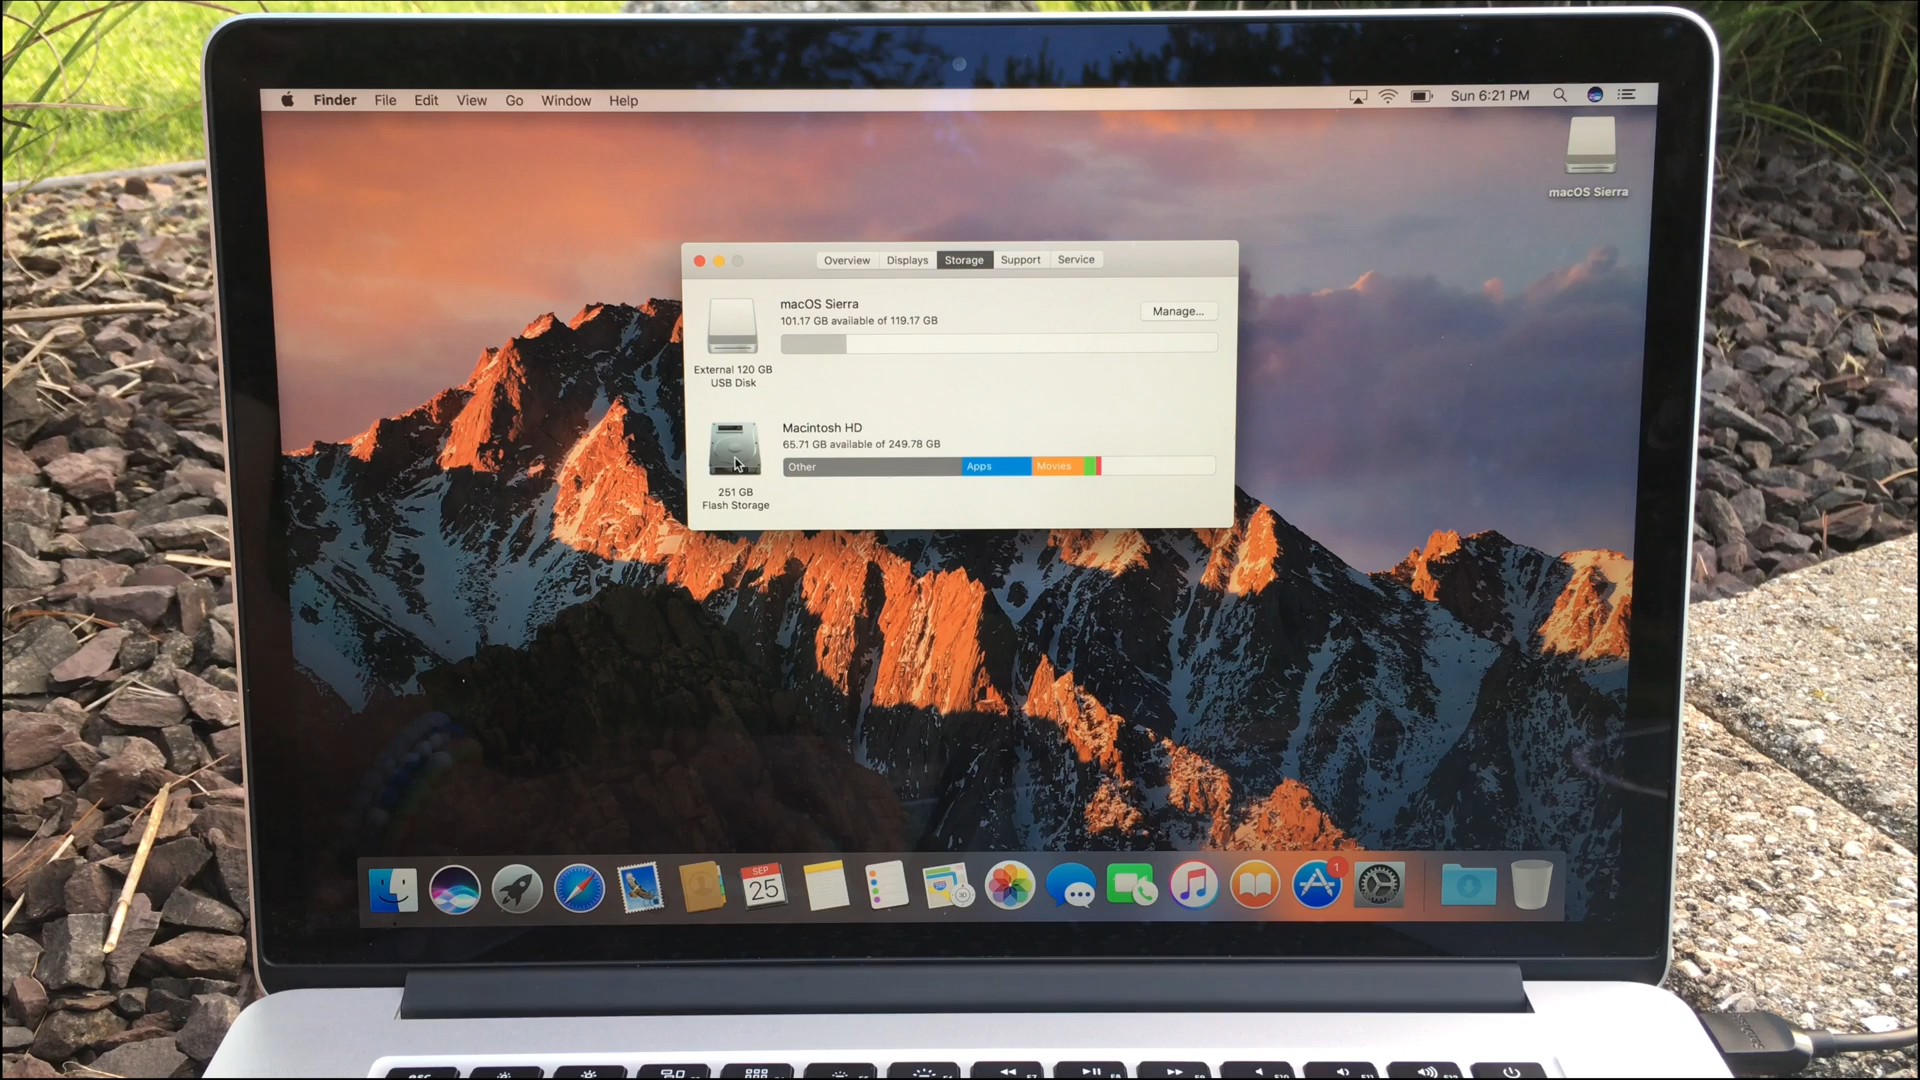 Finder File Edit View Go Window Help
Sun 6:21 PM
macOS Sierra
Overview Displays Storage Support Service
macOS Sierra
101.17 GB available of 119.17 GB
Manage...
External 120 GB
USB Disk
Macintosh HD
65.71 GB available of 249.78 GB
Other Apps Movies
251 GB
Flash Storage
SEP
25
3D
1